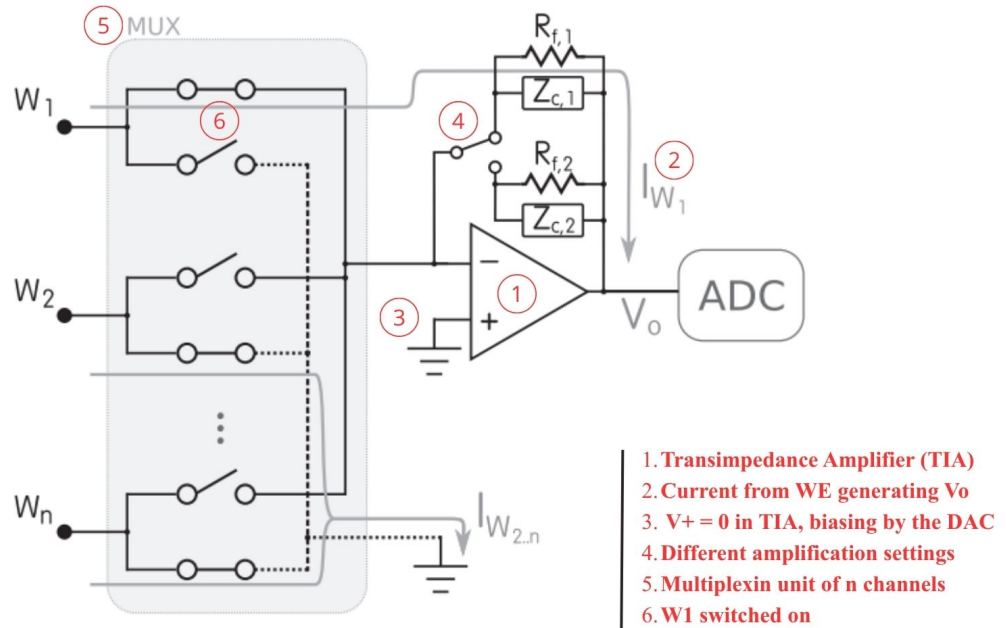 5 MUX
W1
6
W2
Wn
4
Rf,1
Zc,1
Rf,2
Zc,2
2
IW1
3
−
1
+
Vo
ADC
IW2..n
1. Transimpedance Amplifier (TIA)
2. Current from WE generating Vo
3. V+ = 0 in TIA, biasing by the DAC
4. Different amplification settings
5. Multiplexin unit of n channels
6. W1 switched on